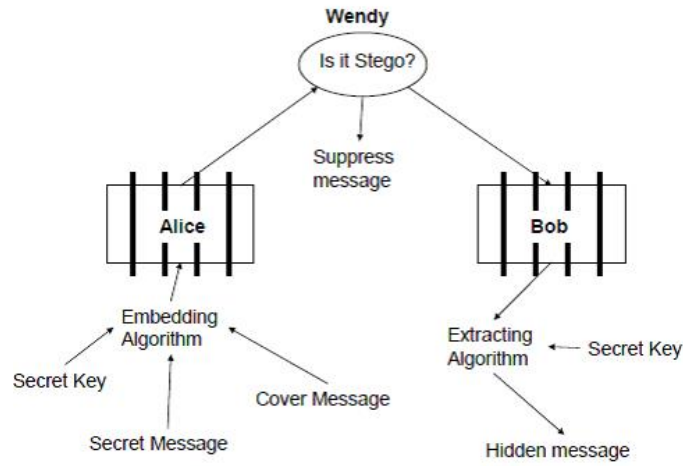 Wendy
Is it Stego?
Suppress
message
Alice
Bob
Embedding
Algorithm
Extracting
Algorithm
Secret Key
Secret Key
Cover Message
Secret Message
Hidden message